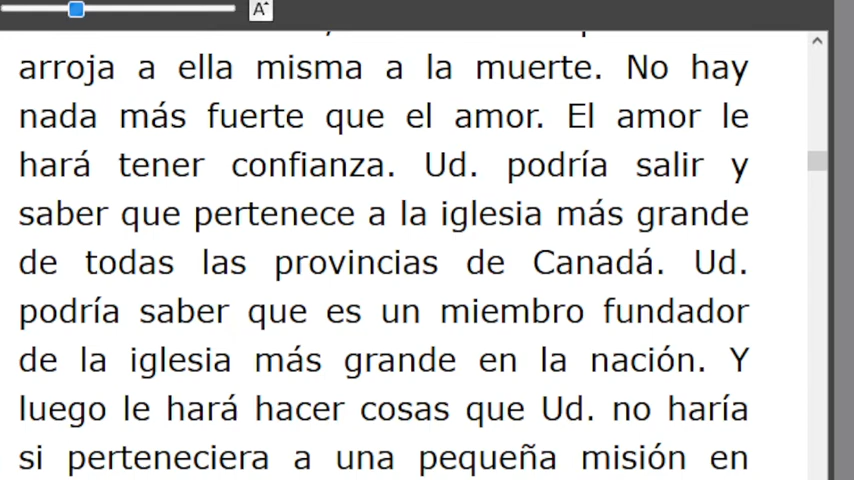 A
arroja a ella misma a la muerte. No hay
nada más fuerte que el amor. El amor le
hará tener confianza. Ud. podría salir y
saber que pertenece a la iglesia más grande
de todas las provincias de Canadá. Ud.
podría saber que es un miembro fundador
de la iglesia más grande en la nación. Y
luego le hará hacer cosas que Ud. no haría
si perteneciera a una pequeña misión en